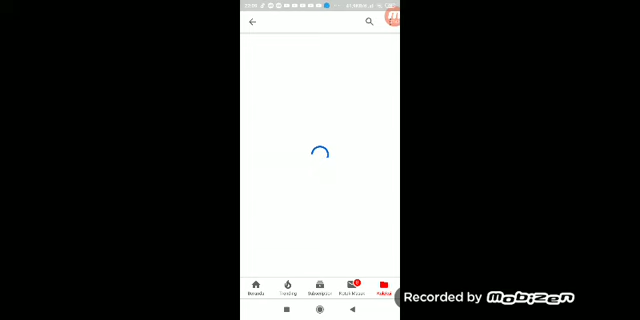 Beranda
Trending
Subscription
Kotak Masuk
Koleksi
Recorded by MOBIZEN